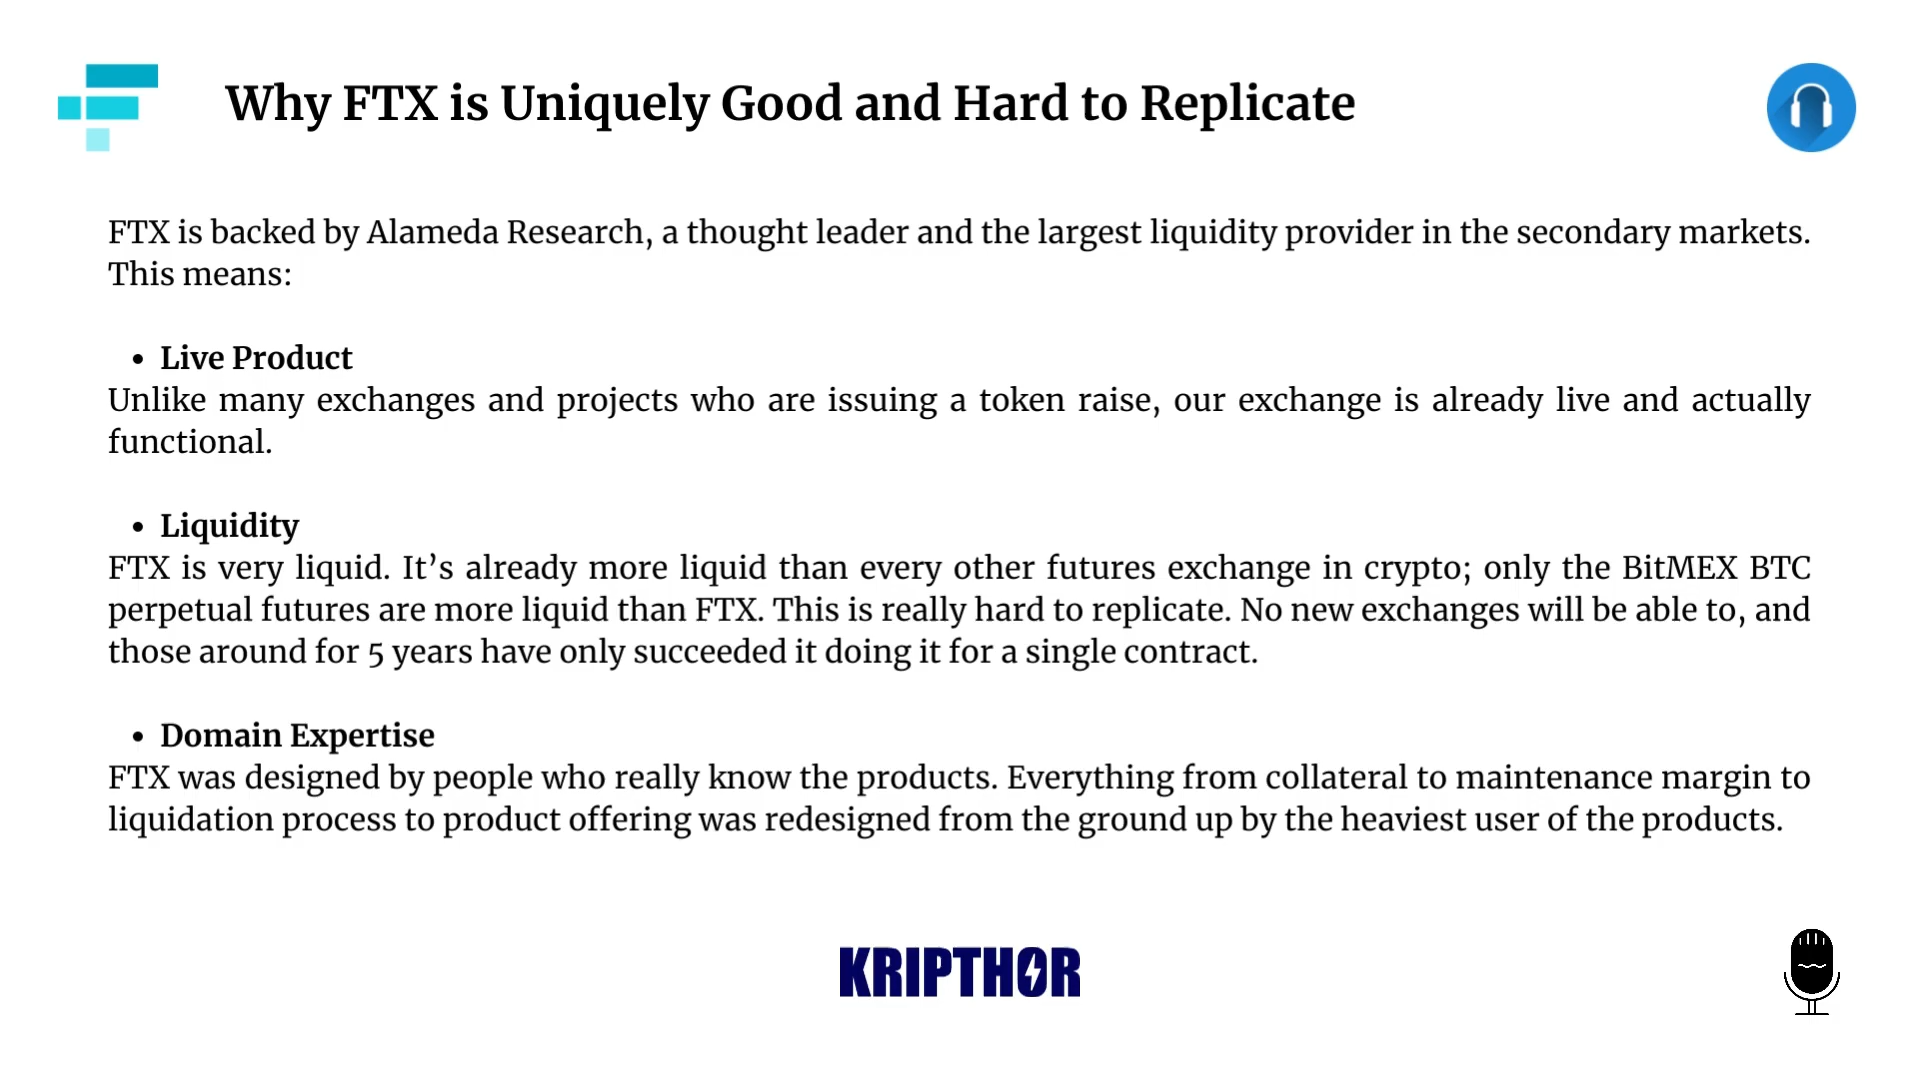 Why FTX is Uniquely Good and Hard to Replicate
FTX is backed by Alameda Research, a thought leader and the largest liquidity provider in the secondary markets.
This means:
• Live Product
Unlike many exchanges and projects who are issuing a token raise, our exchange is already live and actually
functional.
• Liquidity
FTX is very liquid. It’s already more liquid than every other futures exchange in crypto; only the BitMEX BTC
perpetual futures are more liquid than FTX. This is really hard to replicate. No new exchanges will be able to, and
those around for 5 years have only succeeded it doing it for a single contract.
• Domain Expertise
FTX was designed by people who really know the products. Everything from collateral to maintenance margin to
liquidation process to product offering was redesigned from the ground up by the heaviest user of the products.
KRIPTHOR